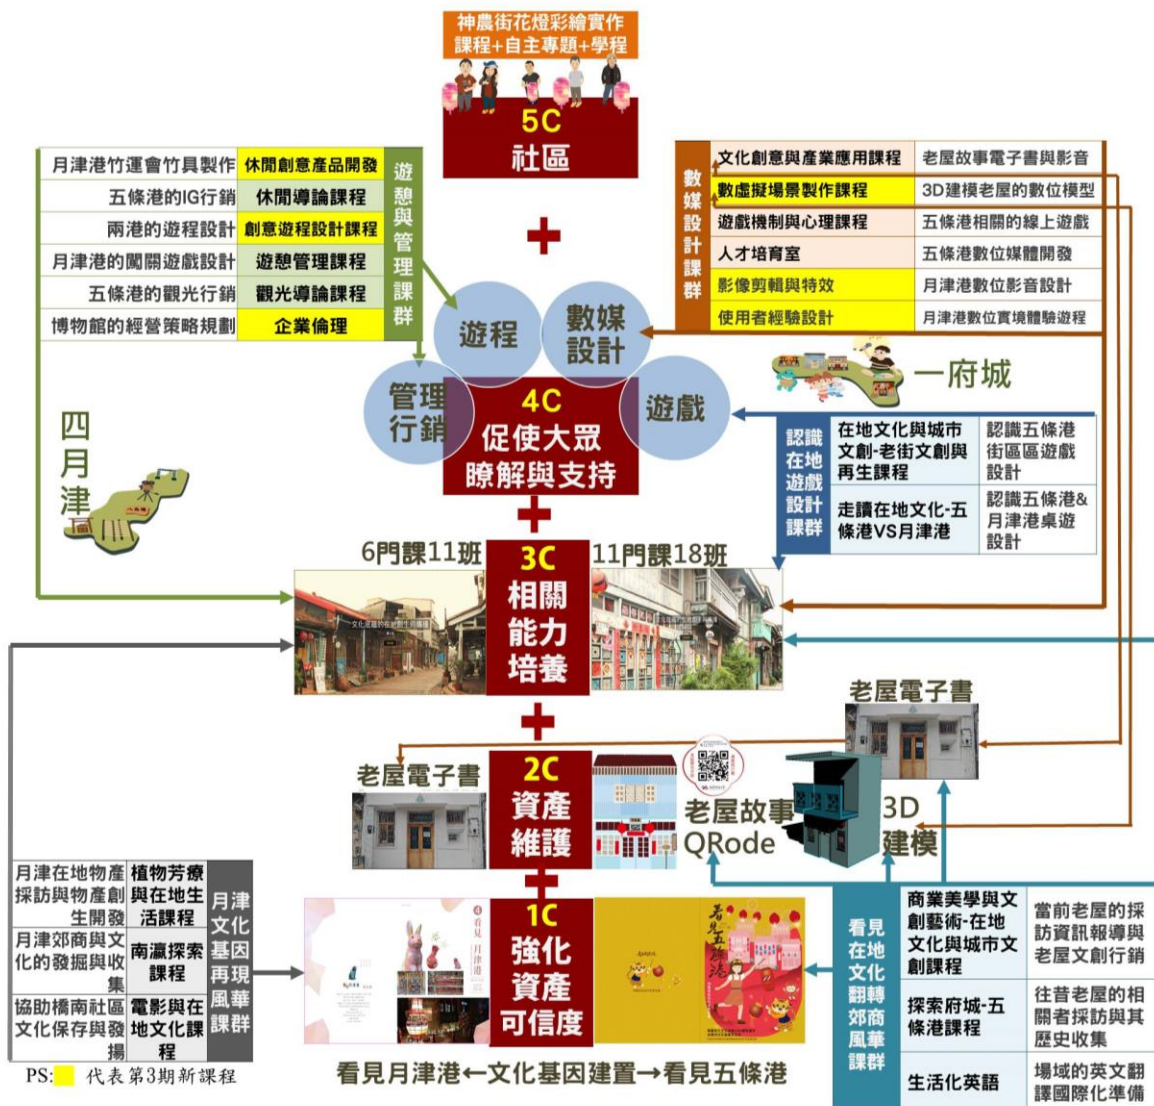 神農街花燈彩繪實作
課程+自主專題+學程
5C
社區
月津港竹運會竹具製作
休閒創意產品開發
五條港的IG行銷
休閒導論課程
兩港的遊程設計
創意遊程設計課程
月津港的闖關遊戲設計
遊憩管理課程
五條港的觀光行銷
觀光導論課程
博物館的經營策略規劃
企業倫理
遊憩與管理課群
數媒設計課群
文化創意與產業應用課程
老屋故事電子書與影音
數虛擬場景製作課程
3D建模老屋的數位模型
遊戲機制與心理課程
五條港相關的線上遊戲
人才培育室
五條港數位媒體開發
影像剪輯與特效
月津港數位影音設計
使用者經驗設計
月津港數位實境體驗遊程
遊程
數媒
設計
管理
行銷
遊戲
4C
促使大眾
瞭解與支持
一府城
四月津
認識
在地
遊戲
設計
課群
在地文化與城市
文創-老街文創與
再生課程
認識五條港
街區區遊戲
設計
走讀在地文化-五
條港VS月津港
認識五條港&
月津港桌遊
設計
6門課11班
3C
相關
能力
培養
11門課18班
文化底蘊的在地創生與傳播
老屋電子書
2C
資產
維護
老屋電子書
老屋故事
QRode
3D
建模
月津在地物產
採訪與物產創
生開發
植物芳療
與在地生
活課程
月津郊商與文
化的發掘與收
集
南瀛探索
課程
協助橋南社區
文化保存與發
揚
電影與在
地文化課
程
月津
文化
基因
再現
風華
課群
PS: 代表第3期新課程
看見 月津港
1C
強化
資產
可信度
看見五條港
看見月津港←文化基因建置→看見五條港
看見
在地
文化
翻轉
郊商
風華
課群
商業美學與文
創藝術-在地
文化與城市文
創課程
當前老屋的採
訪資訊報導與
老屋文創行銷
探索府城-五
條港課程
往昔老屋的相
關者採訪與其
歷史收集
生活化英語
場域的英文翻
譯國際化準備